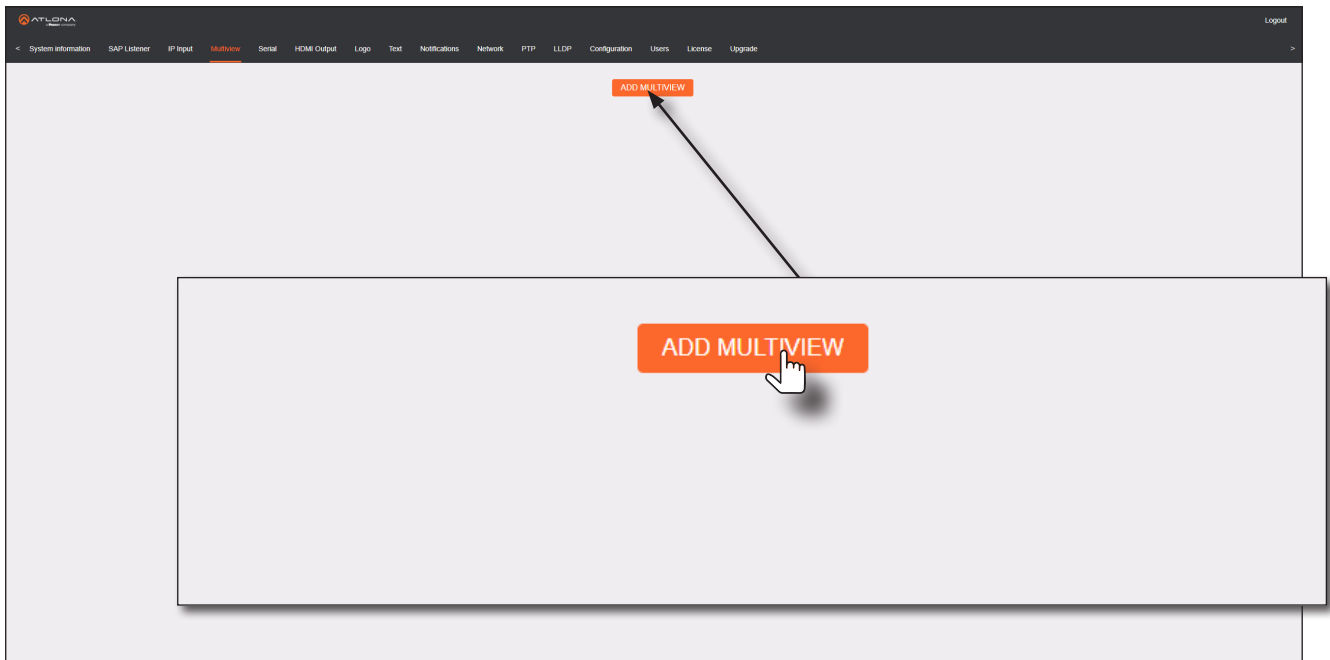 ATLONA
Logout
< System information SAP Listener IP Input Multiview Serial HDMI Output Logo Text Notifications Network PTP LLDP Configuration Users License Upgrade >
ADD MULTIVIEW
ADD MULTIVIEW